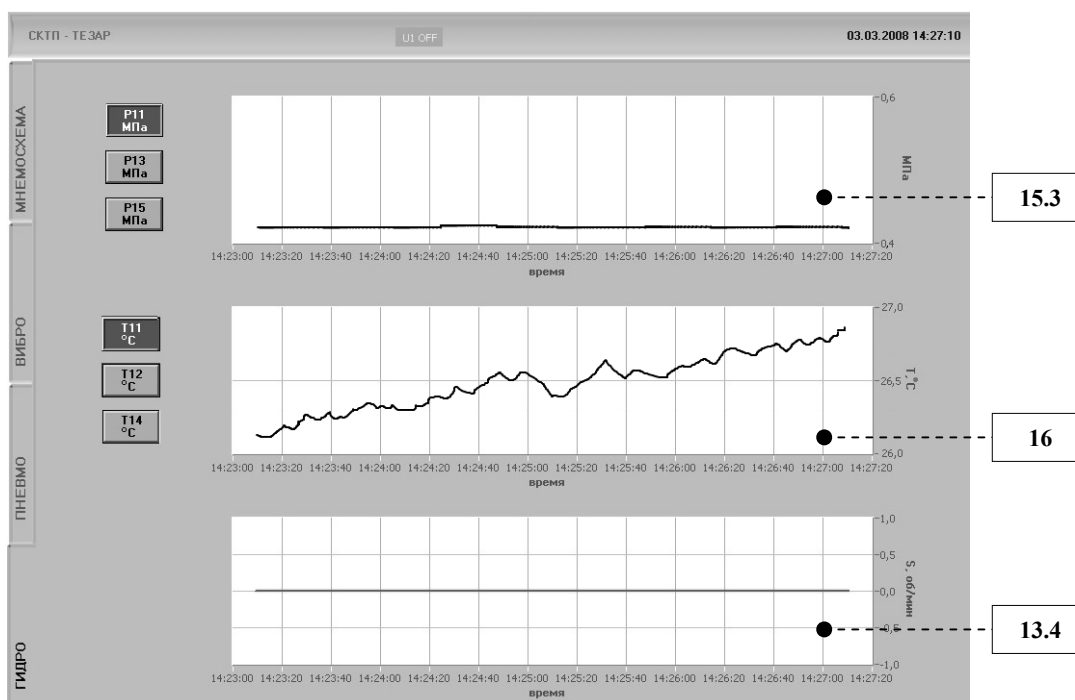 СКТП - ТЕЗАР
U1 OFF
03.03.2008 14:27:10
МНЕМОСХЕМА
ВИБРО
ПНЕВМО
ГИДРО
P11
МПа
P13
МПа
P15
МПа
0,6
МПа
0,4
14:23:00 14:23:20 14:23:40 14:24:00 14:24:20 14:24:40 14:25:00 14:25:20 14:25:40 14:26:00 14:26:20 14:26:40 14:27:00 14:27:20
время
15.3
T11
°C
T12
°C
T14
°C
27,0
26,5
T,°C
26,0
14:23:00 14:23:20 14:23:40 14:24:00 14:24:20 14:24:40 14:25:00 14:25:20 14:25:40 14:26:00 14:26:20 14:26:40 14:27:00 14:27:20
время
16
1,0
0,5
S, об/мин
0,0
-0,5
-1,0
14:23:00 14:23:20 14:23:40 14:24:00 14:24:20 14:24:40 14:25:00 14:25:20 14:25:40 14:26:00 14:26:20 14:26:40 14:27:00 14:27:20
время
13.4